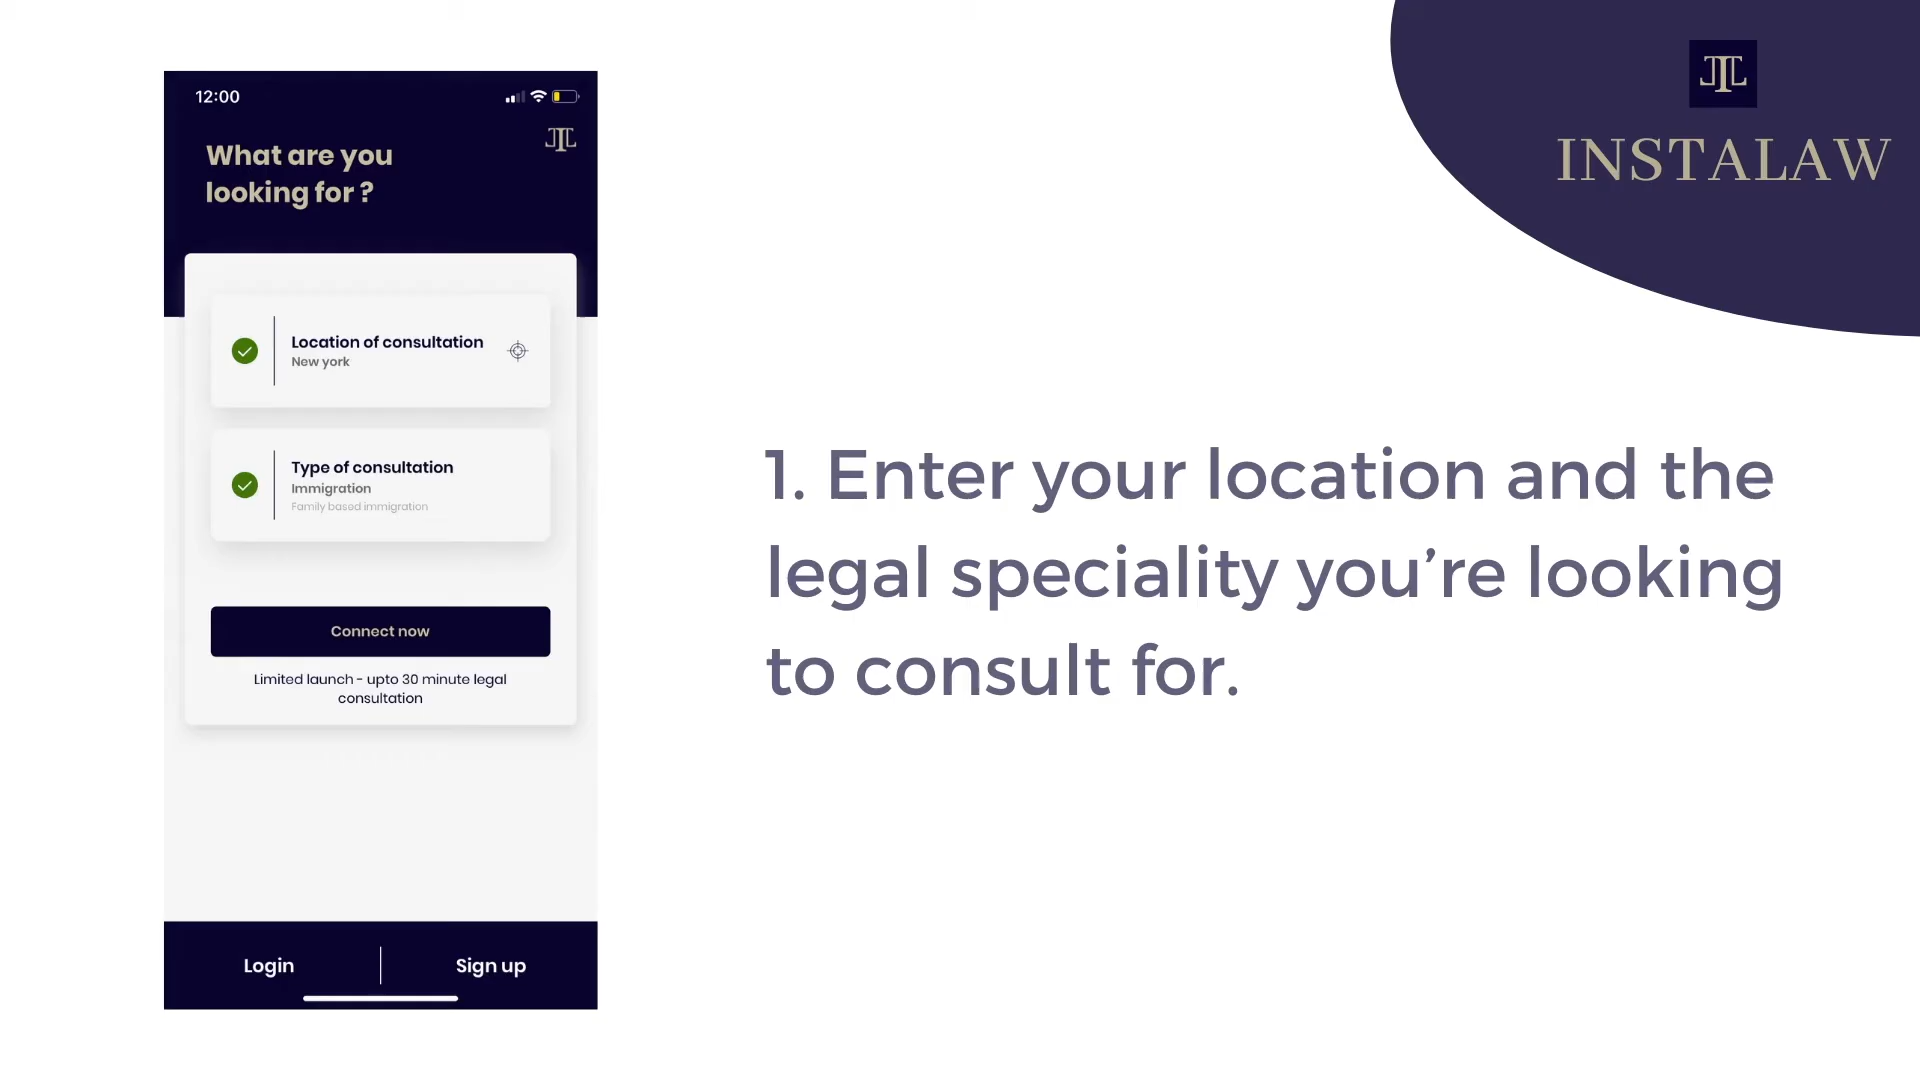 12:00
What are you
looking for ?
Location of consultation
New york
Type of consultation
Immigration
Family based immigration
Connect now
Limited launch - upto 30 minute legal
consultation
Login
Sign up
INSTALAW
1. Enter your location and the
legal speciality you’re looking
to consult for.